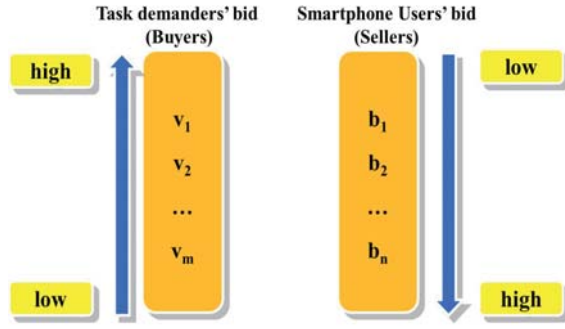 Task demanders' bid
(Buyers)
Smartphone Users' bid
(Sellers)
high
low
v1
v2
...
vm
b1
b2
...
bn
low
high